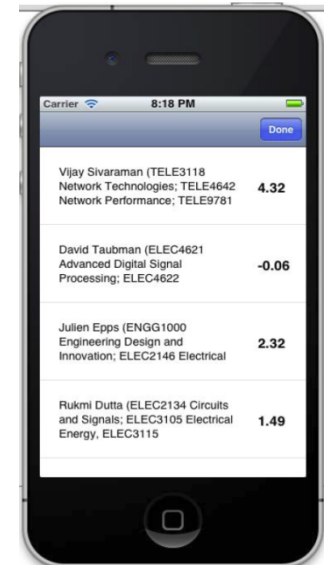 Carrier 8:18 PM
Done
Vijay Sivaraman (TELE3118
Network Technologies; TELE4642
Network Performance; TELE9781
4.32
David Taubman (ELEC4621
Advanced Digital Signal
Processing; ELEC4622
-0.06
Julien Epps (ENGG1000
Engineering Design and
Innovation; ELEC2146 Electrical
2.32
Rukmi Dutta (ELEC2134 Circuits
and Signals; ELEC3105 Electrical
Energy, ELEC3115
1.49